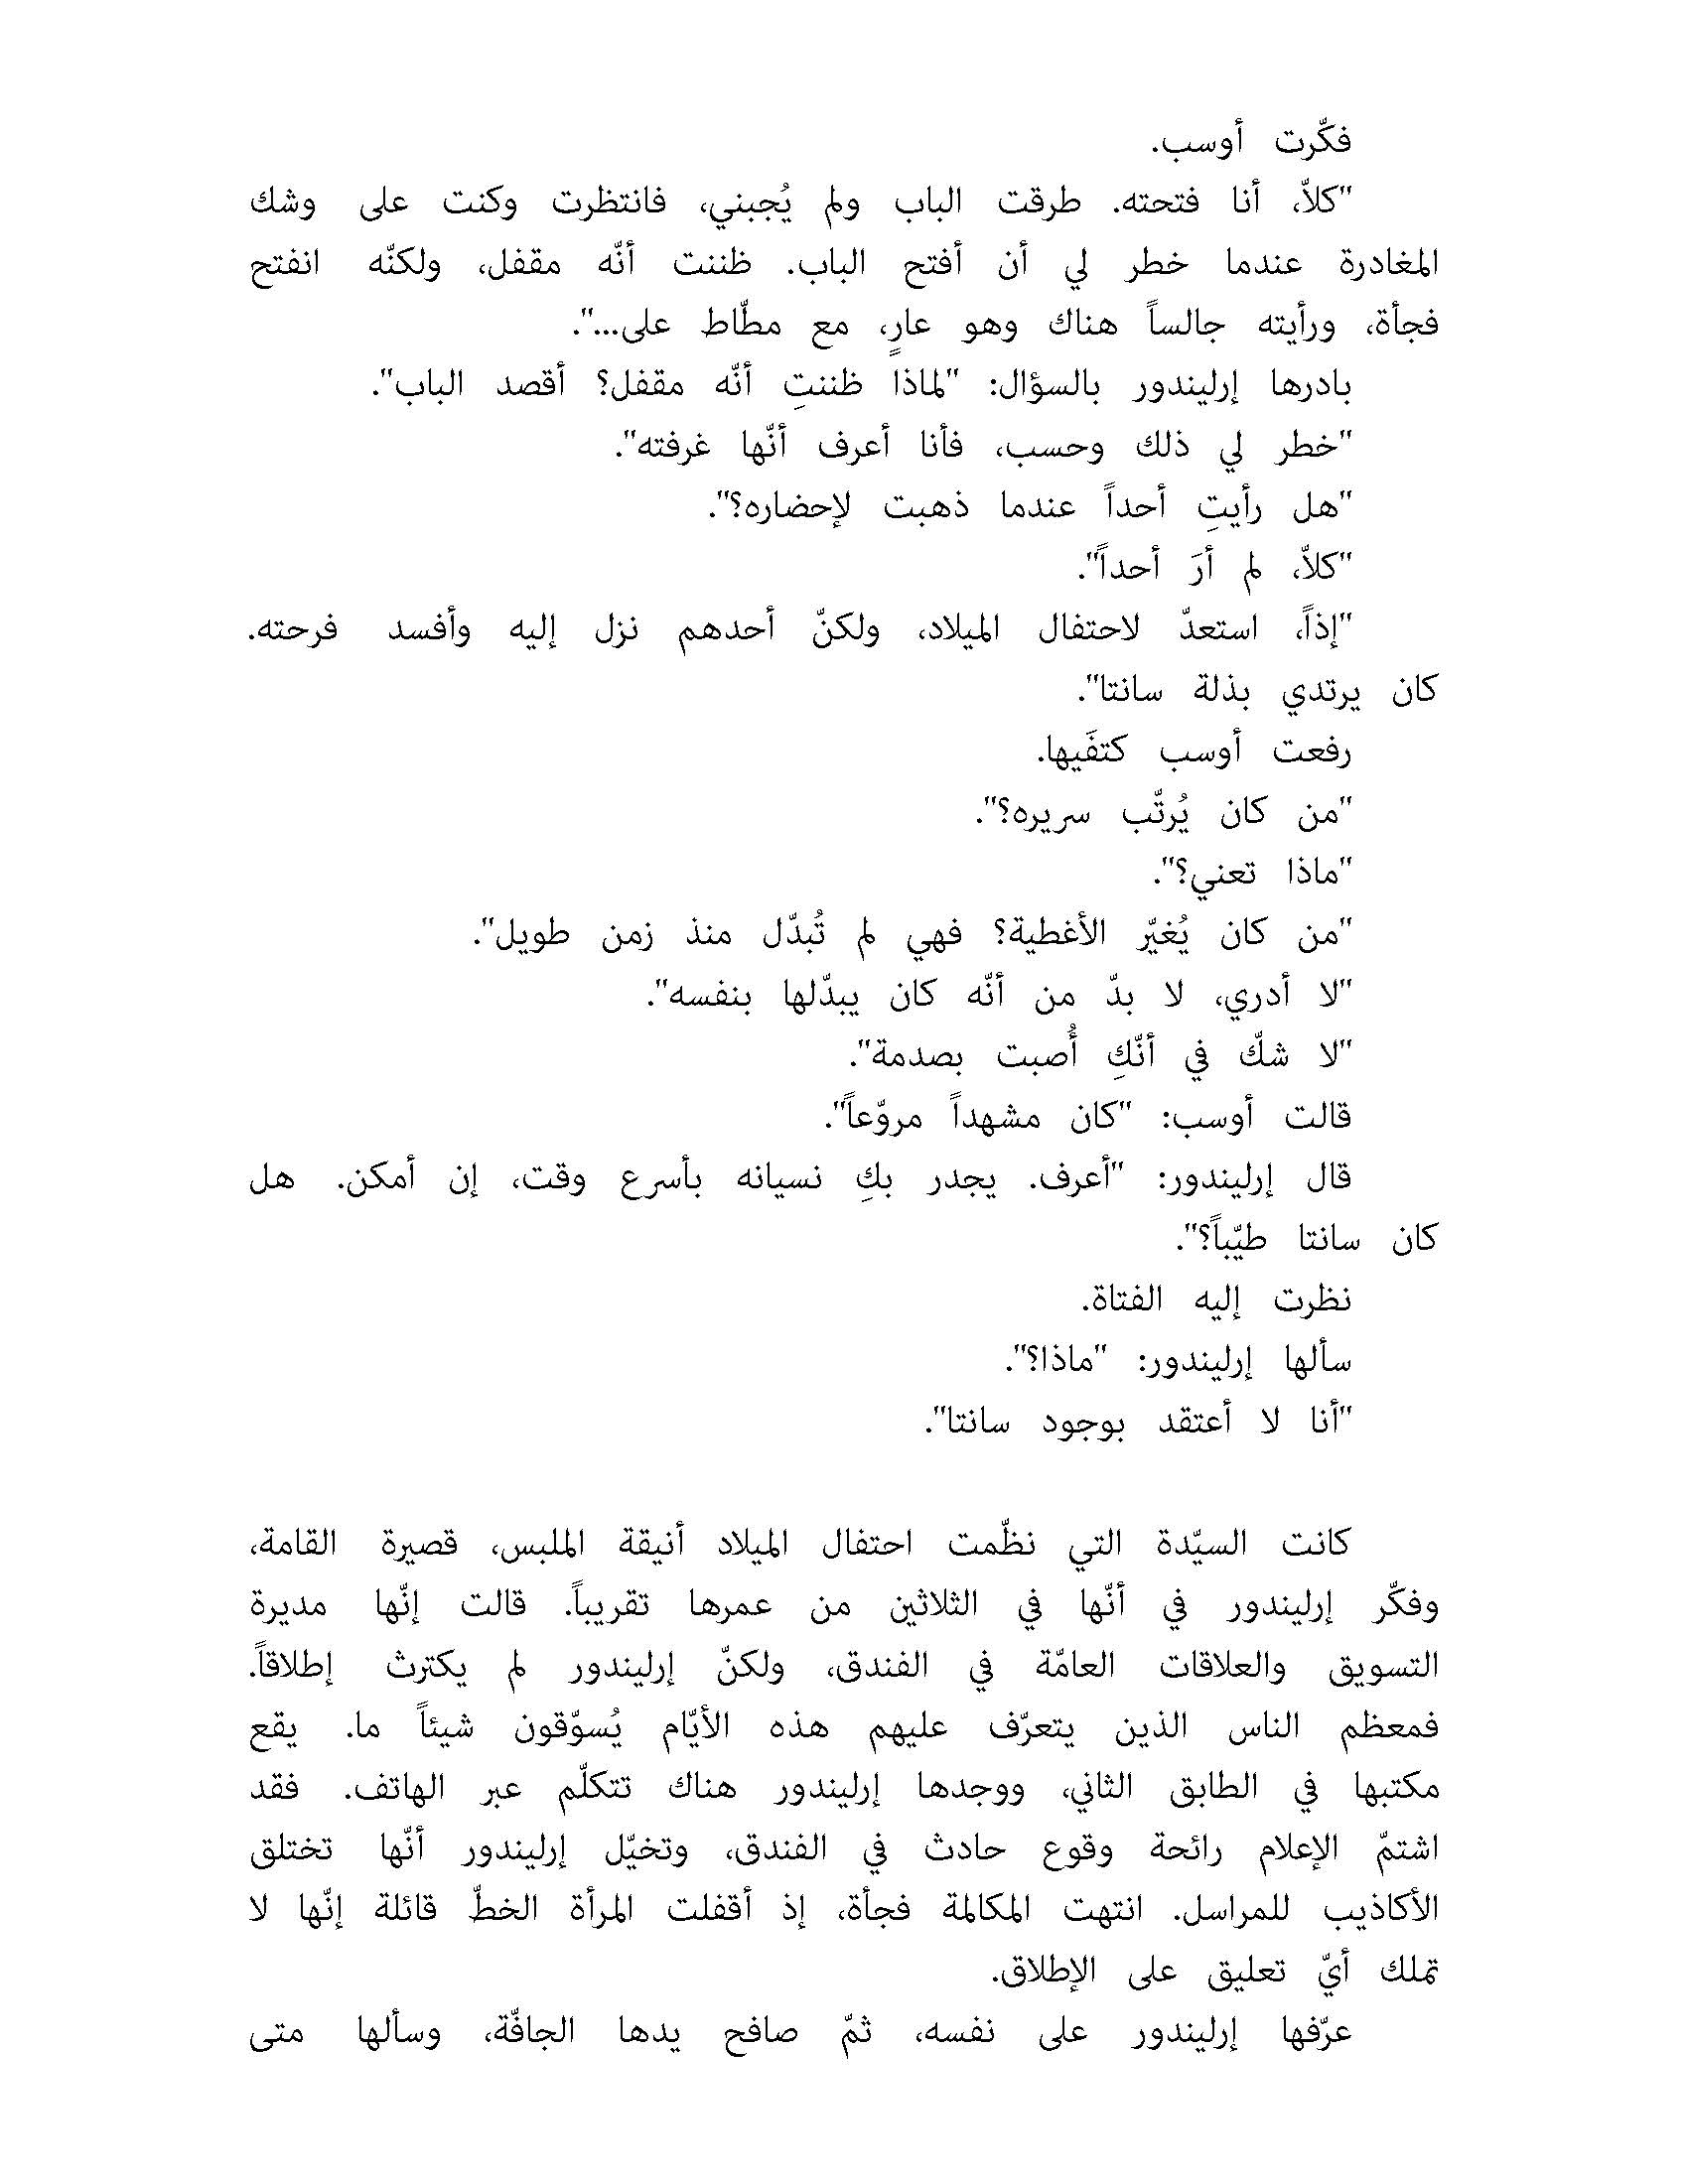 فكّرت أوسب.
"كلاّ، أنا فتحته. طرقت الباب ولم يُجبني، فانتظرت وكنت على وشك
المغادرة عندما خطر لي أن أفتح الباب. ظننت أنّه مقفل، ولكنّه انفتح
فجأة، ورأيته جالساً هناك وهو عارٍ، مع مطّاط على...".
بادرها إرليندور بالسؤال: "لماذا ظننتِ أنّه مقفل؟ أقصد الباب".
"خطر لي ذلك وحسب، فأنا أعرف أنّها غرفته".
"هل رأيتِ أحداً عندما ذهبت لإحضاره؟".
"كلاّ، لم أرَ أحداً".
"إذاً، استعدّ لاحتفال الميلاد، ولكنّ أحدهم نزل إليه وأفسد فرحته.
كان يرتدي بذلة سانتا".
رفعت أوسب كتفَيها.
"من كان يُرتّب سريره؟".
"ماذا تعني؟".
"من كان يُغيّر الأغطية؟ فهي لم تُبدّل منذ زمن طويل".
"لا أدري، لا بدّ من أنّه كان يبدّلها بنفسه".
"لا شكّ في أنّكِ أُصبت بصدمة".
قالت أوسب: "كان مشهداً مروّعاً".
قال إرليندور: "أعرف. يجدر بكِ نسيانه بأسرع وقت، إن أمكن. هل
كان سانتا طيّباً؟".
نظرت إليه الفتاة.
سألها إرليندور: "ماذا؟".
"أنا لا أعتقد بوجود سانتا".
كانت السيّدة التي نظّمت احتفال الميلاد أنيقة الملبس، قصيرة القامة،
وفكّر إرليندور في أنّها في الثلاثين من عمرها تقريباً. قالت إنّها مديرة
التسويق والعلاقات العامّة في الفندق، ولكنّ إرليندور لم يكترث إطلاقاً.
فمعظم الناس الذين يتعرّف عليهم هذه الأيّام يُسوّقون شيئاً ما. يقع
مكتبها في الطابق الثاني، ووجدها إرليندور هناك تتكلّم عبر الهاتف. فقد
اشتمّ الإعلام رائحة وقوع حادث في الفندق، وتخيّل إرليندور أنّها تختلق
الأكاذيب للمراسل. انتهت المكالمة فجأة، إذ أقفلت المرأة الخطّ قائلة إنّها لا
تملك أيّ تعليق على الإطلاق.
عرّفها إرليندور على نفسه، ثمّ صافح يدها الجافّة، وسألها متى